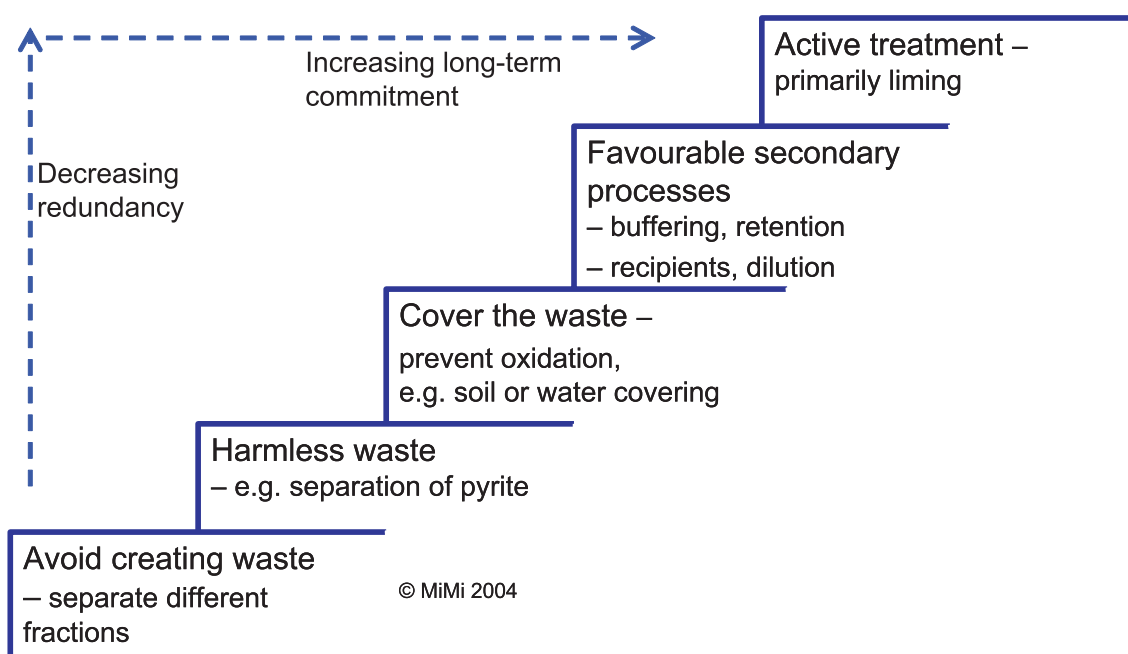 Increasing long-term
commitment
Decreasing
redundancy
Active treatment –
primarily liming
Favourable secondary
processes
– buffering, retention
– recipients, dilution
Cover the waste –
prevent oxidation,
e.g. soil or water covering
Harmless waste
– e.g. separation of pyrite
Avoid creating waste
– separate different
fractions
© MiMi 2004